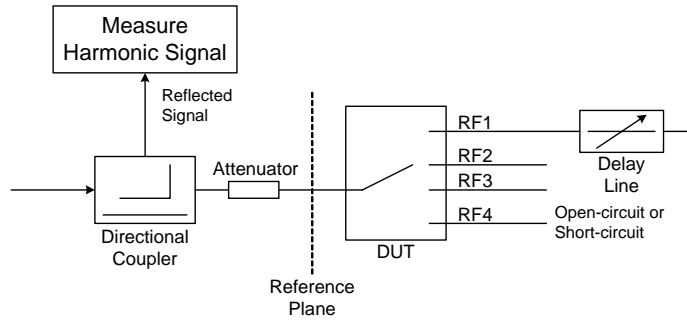 Measure
Harmonic Signal
Reflected
Signal
Attenuator
Directional
Coupler
Reference
Plane
DUT
RF1
RF2
RF3
RF4
Delay
Line
Open-circuit or
Short-circuit